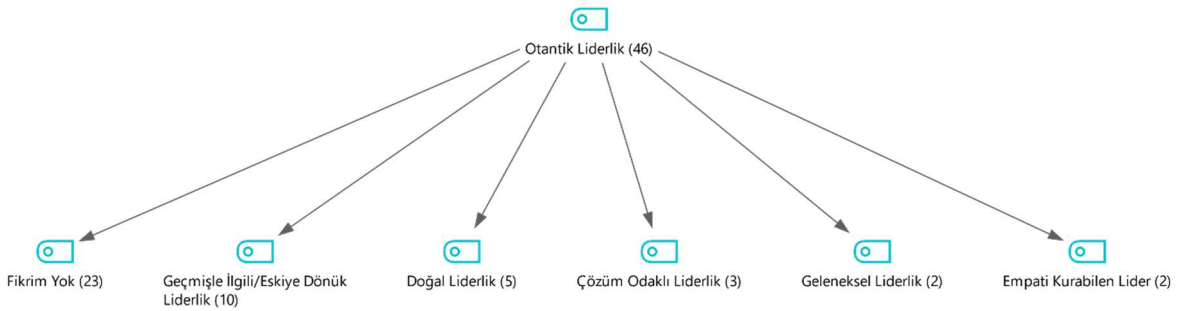 Otantik Liderlik (46)
Fikrim Yok (23)
Geçmişle İlgili/Eskiye Dönük
Liderlik (10)
Doğal Liderlik (5)
Çözüm Odaklı Liderlik (3)
Geleneksel Liderlik (2)
Empati Kurabilen Lider (2)